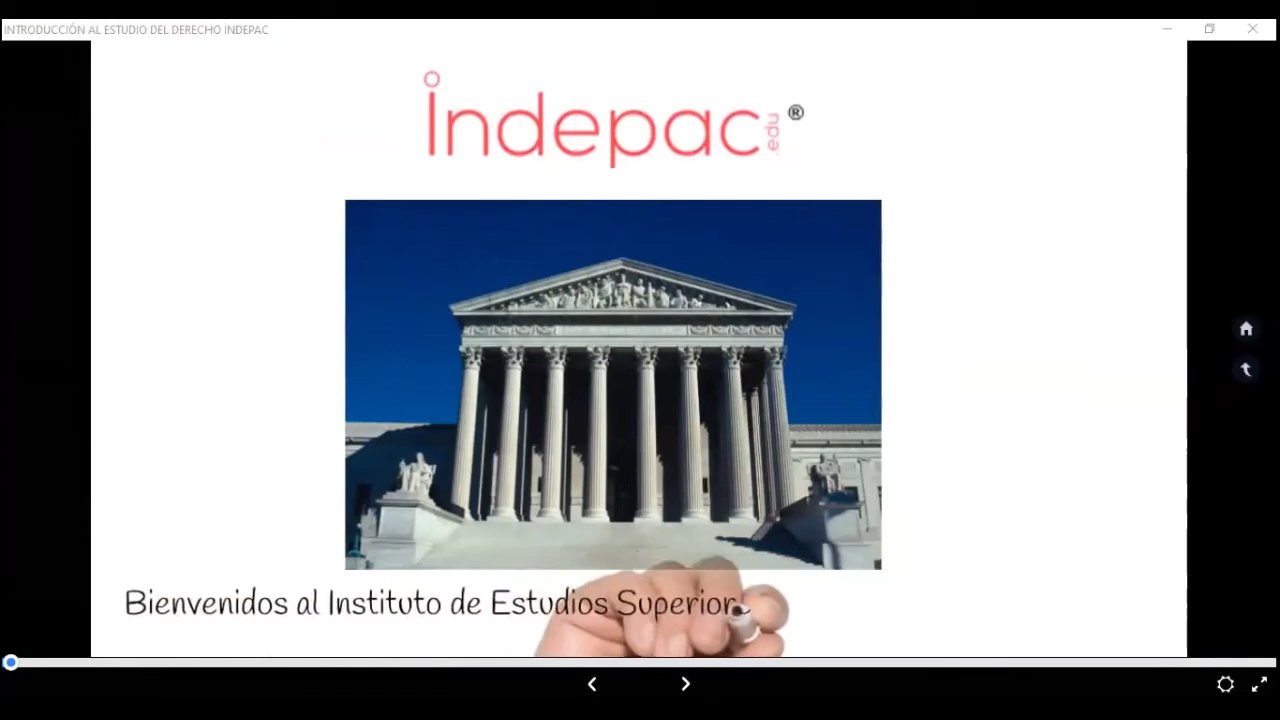 INTRODUCCIÓN AL ESTUDIO DEL DERECHO INDEPAC
indepac .edu ®
Bienvenidos al Instituto de Estudios Superior